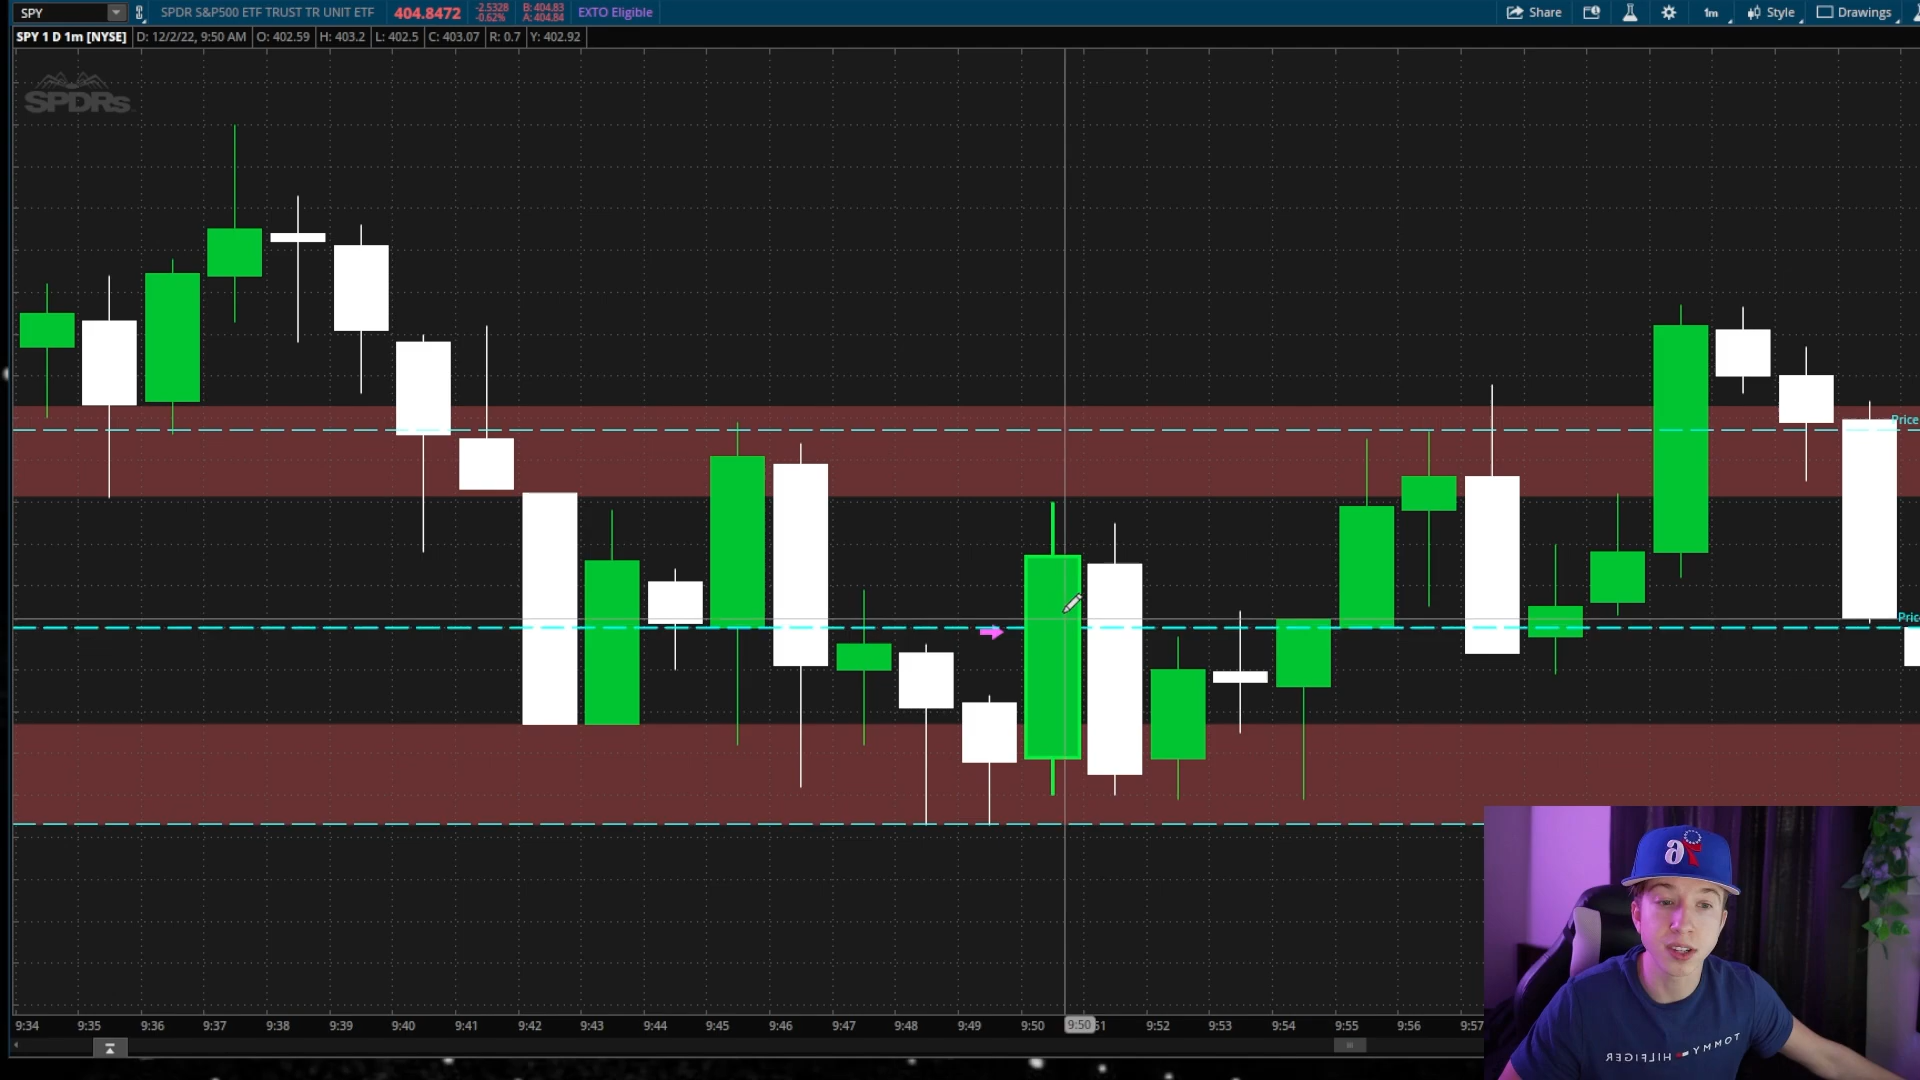 SPY
SPDR S&P500 ETF TRUST TR UNIT ETF
404.8472
-2.5328
-0.62%
B: 404.83
A: 404.84
EXTO Eligible
Share
1m
Style
Drawings
SPY 1 D 1m [NYSE]
D: 12/2/22, 9:50 AM
O: 402.59
H: 403.2
L: 402.5
C: 403.07
R: 0.7
Y: 402.92
SPDRs
Price
Pric
9:34 9:35 9:36 9:37 9:38 9:39 9:40 9:41 9:42 9:43 9:44 9:45 9:46 9:47 9:48 9:49 9:50 9:50 51 9:52 9:53 9:54 9:55 9:56 9:57
TOMMY HILFIGER